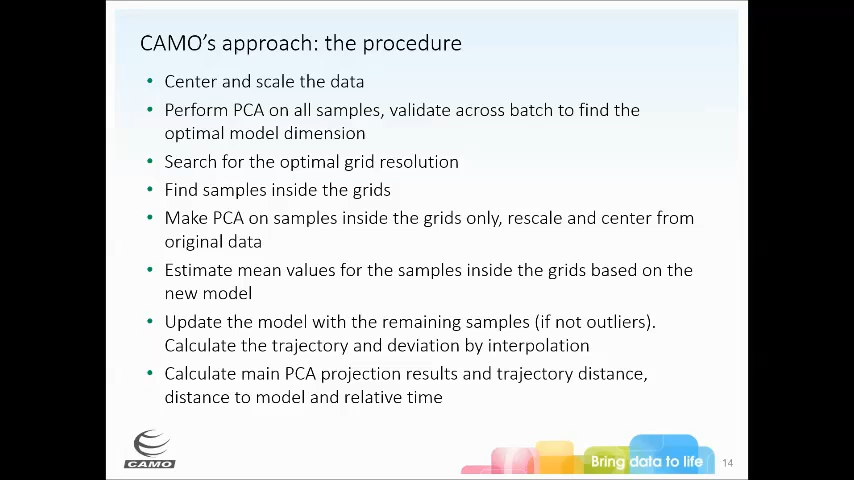 CAMO's approach: the procedure
• Center and scale the data
• Perform PCA on all samples, validate across batch to find the
optimal model dimension
• Search for the optimal grid resolution
• Find samples inside the grids
• Make PCA on samples inside the grids only, rescale and center from
original data
• Estimate mean values for the samples inside the grids based on the
new model
• Update the model with the remaining samples (if not outliers).
Calculate the trajectory and deviation by interpolation
• Calculate main PCA projection results and trajectory distance,
distance to model and relative time
CAMO
Bring data to life
14